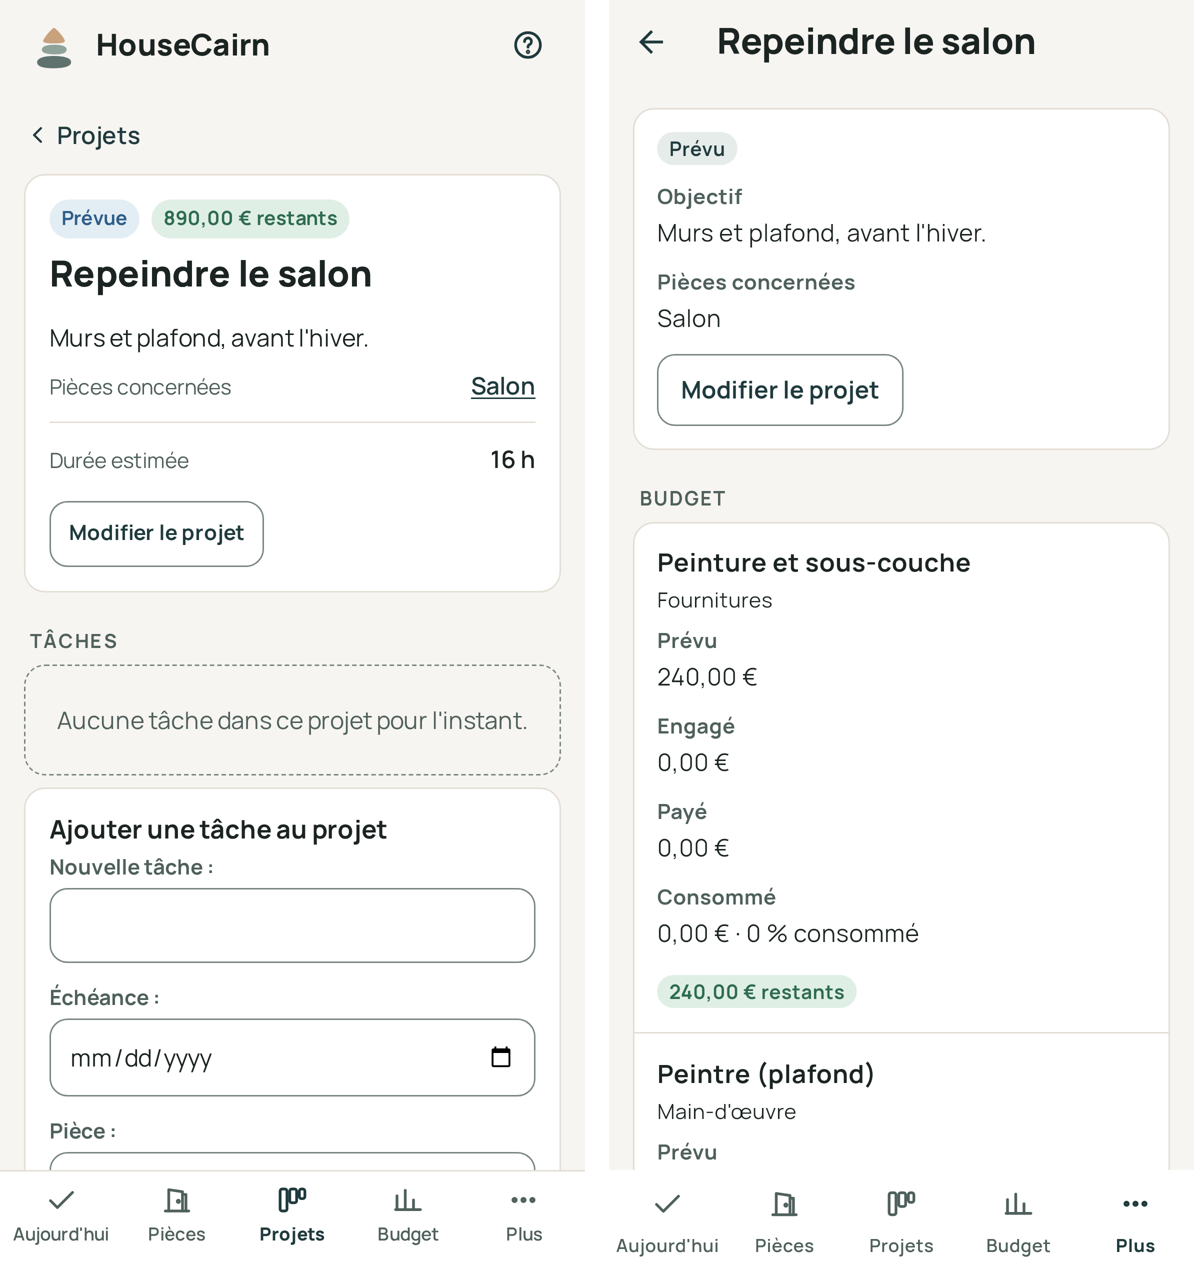 HouseCairn
Projets
Prévue
890,00 € restants
Repeindre le salon
Murs et plafond, avant l'hiver.
Pièces concernées
Salon
Durée estimée
16 h
Modifier le projet
TÂCHES
Aucune tâche dans ce projet pour l'instant.
Ajouter une tâche au projet
Nouvelle tâche :
Échéance :
mm/dd/yyyy
Pièce :
Aujourd'hui
Pièces
Projets
Budget
Plus
Repeindre le salon
Prévu
Objectif
Murs et plafond, avant l'hiver.
Pièces concernées
Salon
Modifier le projet
BUDGET
Peinture et sous-couche
Fournitures
Prévu
240,00 €
Engagé
0,00 €
Payé
0,00 €
Consommé
0,00 € · 0 % consommé
240,00 € restants
Peintre (plafond)
Main-d'œuvre
Prévu
Aujourd'hui
Pièces
Projets
Budget
Plus